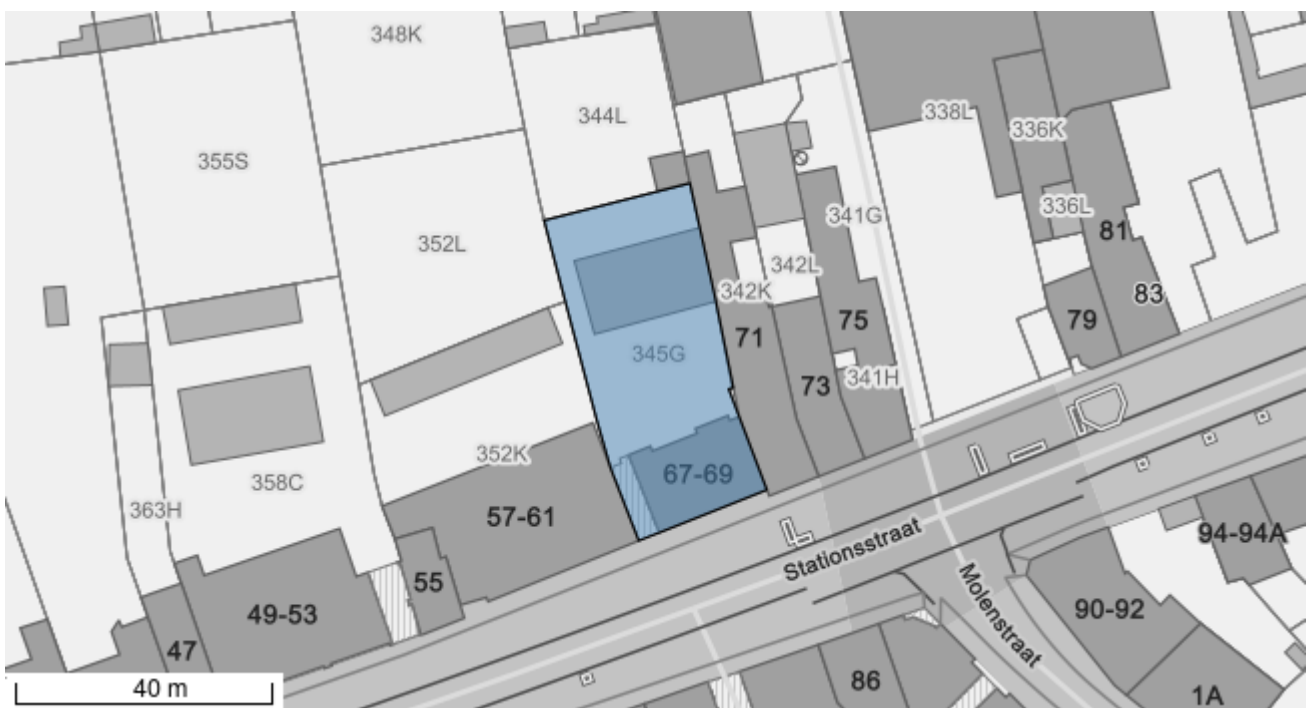 348K
344L
338L
336K
355S
336L
341G
81
352L
342L
342K
83
75
79
71
345G
341H
73
352K
67-69
358C
363H
57-61
94-94A
Stationsstraat
55
Molenstraat
49-53
90-92
47
86
1A
40 m